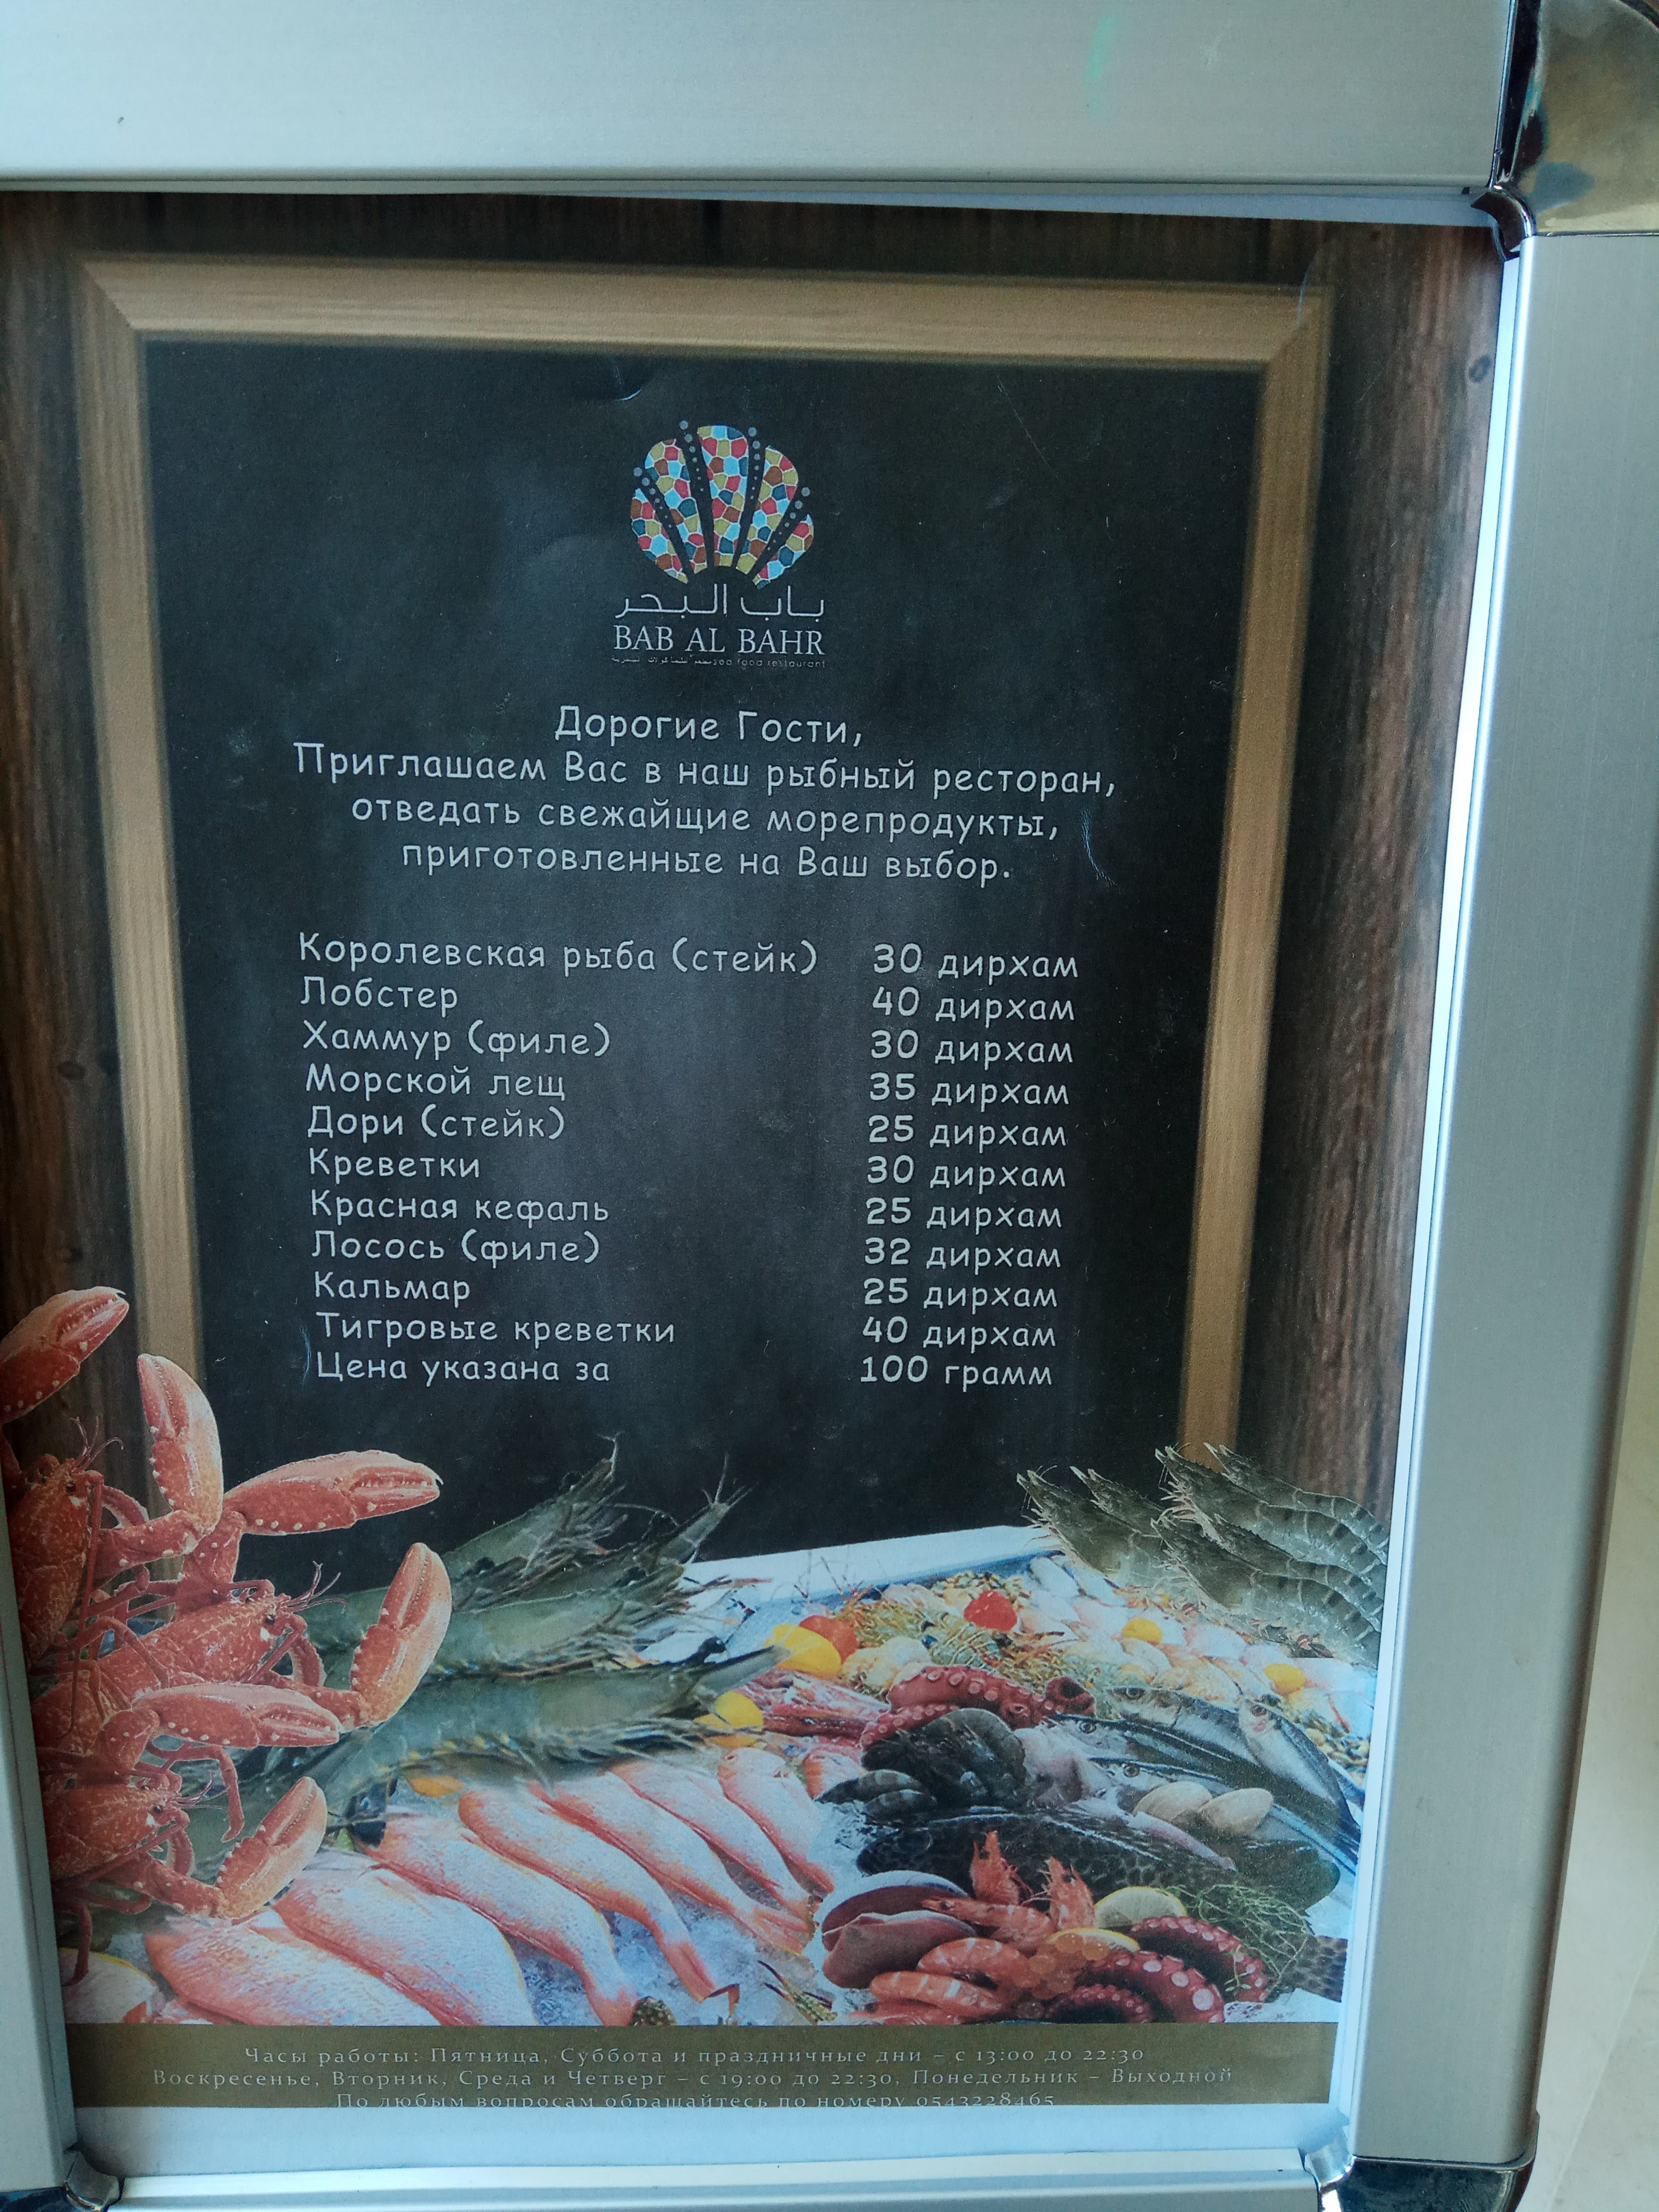 باب البحر
BAB AL BAHR
sea food restaurant
Дорогие Гости,
Приглашаем Вас в наш рыбный ресторан,
отведать свежайщие морепродукты,
приготовленные на Ваш выбор.
Королевская рыба (стейк) 30 дирхам
Лобстер 40 дирхам
Хаммур (филе) 30 дирхам
Морской лещ 35 дирхам
Дори (стейк) 25 дирхам
Креветки 30 дирхам
Красная кефаль 25 дирхам
Лосось (филе) 32 дирхам
Кальмар 25 дирхам
Тигровые креветки 40 дирхам
Цена указана за 100 грамм
Часы работы: Пятница, Суббота и праздничные дни – с 13:00 до 22:30
Воскресенье, Вторник, Среда и Четверг – с 19:00 до 22:30, Понедельник – Выходной
По любым вопросам обращайтесь по номеру 0543228465